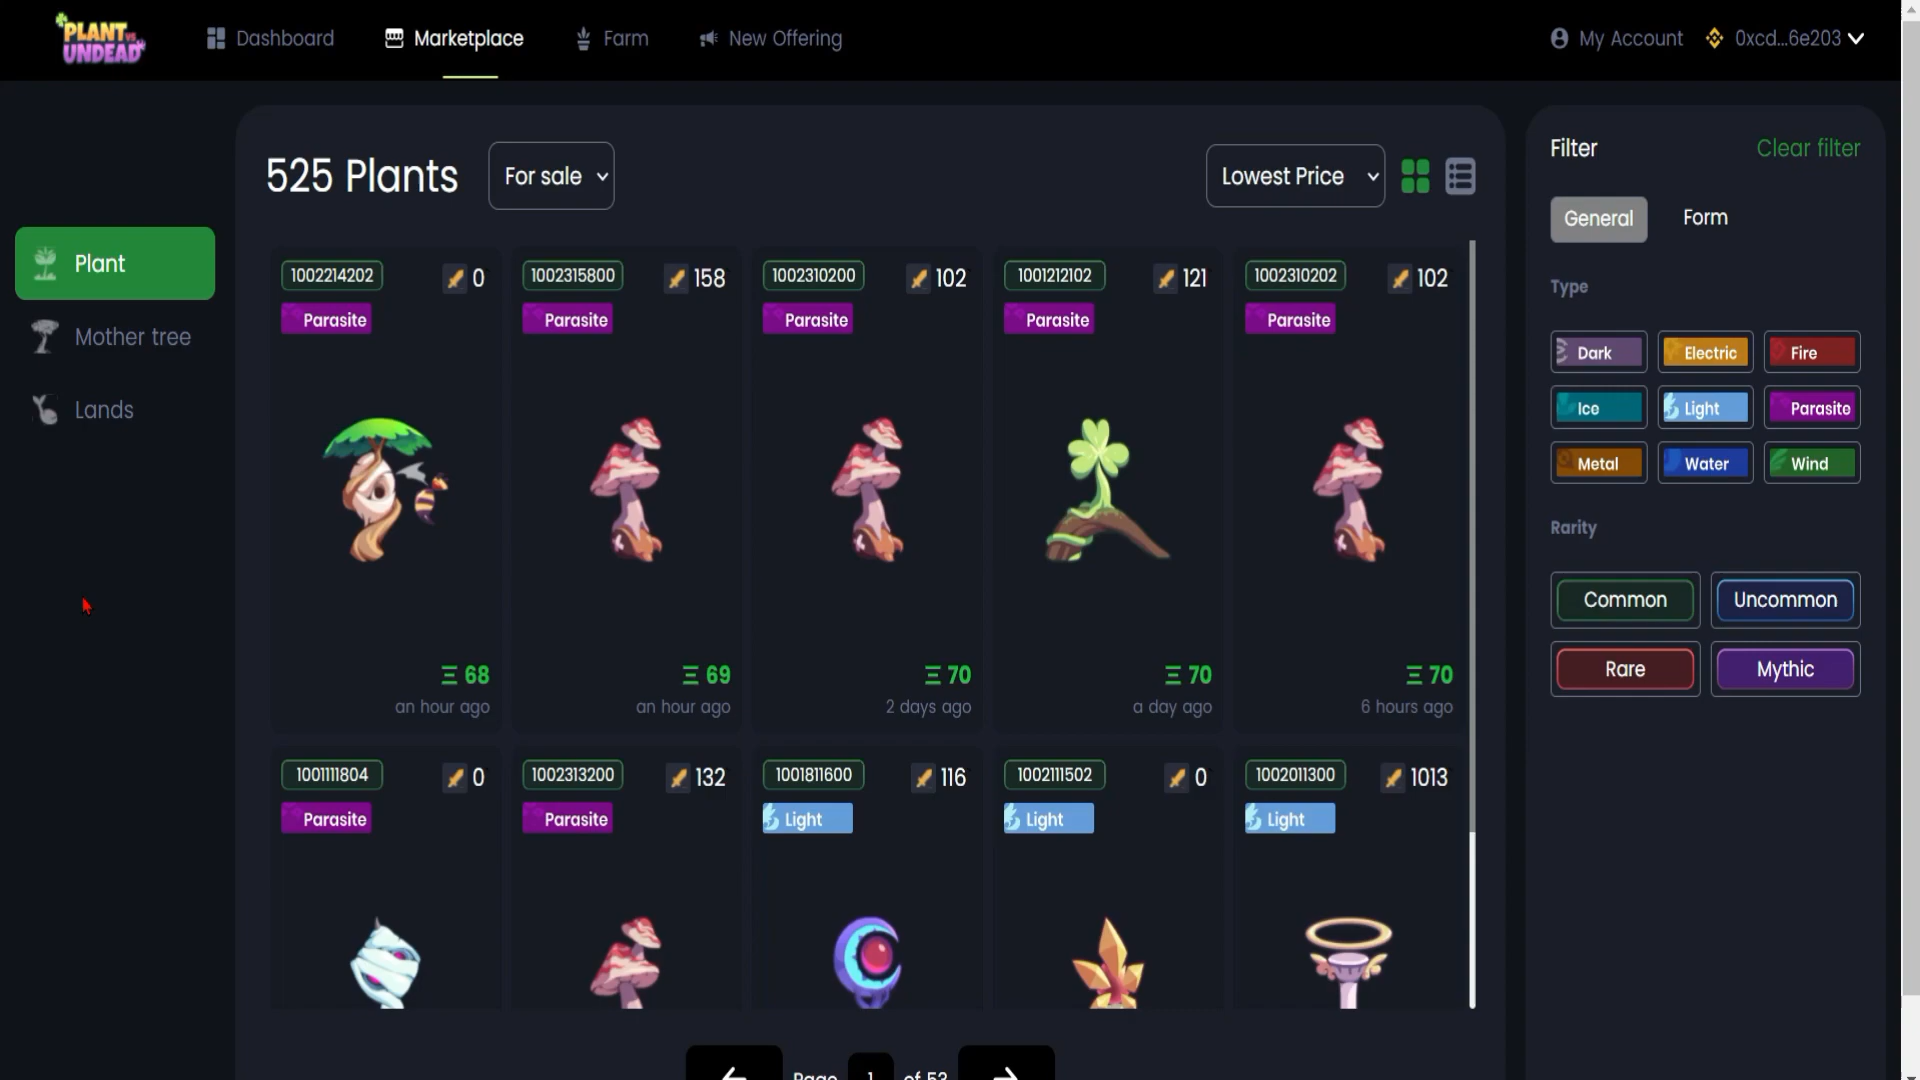 PLANT VS. UNDEAD
Dashboard
Marketplace
Farm
New Offering
My Account
0xcd...6e203
525 Plants
For sale
Lowest Price
Filter
Clear filter
General
Form
Type
Dark
Electric
Fire
Ice
Light
Parasite
Metal
Water
Wind
Rarity
Common
Uncommon
Rare
Mythic
Plant
Mother tree
Lands
1002214202
0
Parasite
68
an hour ago
1002315800
158
Parasite
69
an hour ago
1002310200
102
Parasite
70
2 days ago
1001212102
121
Parasite
70
a day ago
1002310202
102
Parasite
70
6 hours ago
1001111804
0
Parasite
1002313200
132
Parasite
1001811600
116
Light
1002111502
0
Light
1002011300
1013
Light
Page 1 of 53